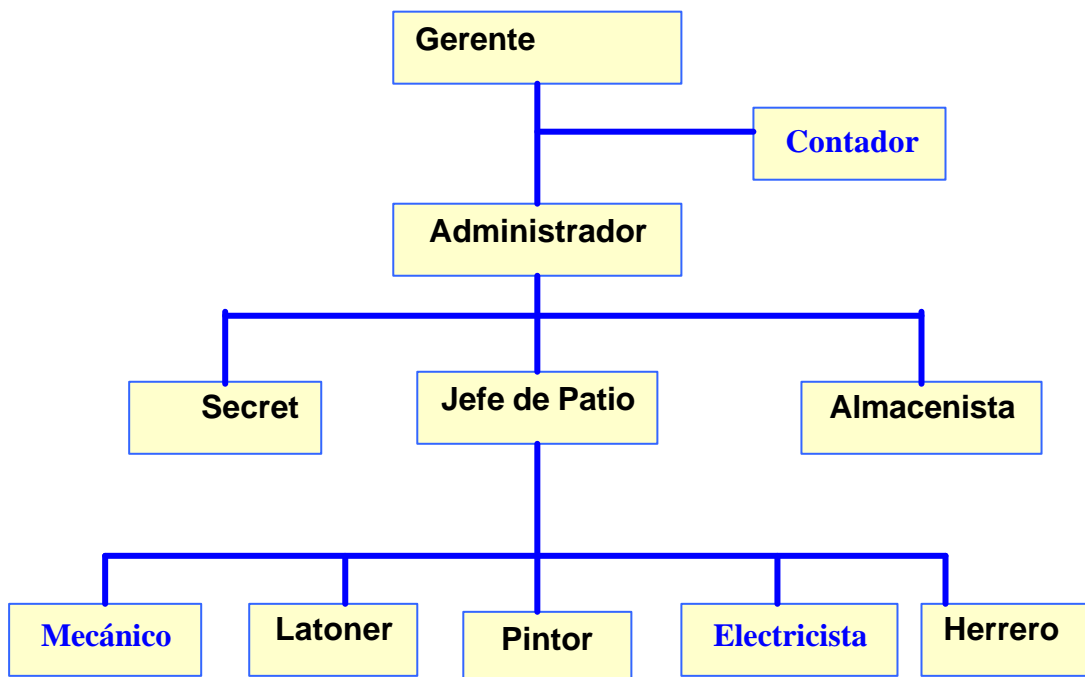 Gerente
Contador
Administrador
Secret
Jefe de Patio
Almacenista
Mecánico
Latoner
Pintor
Electricista
Herrero